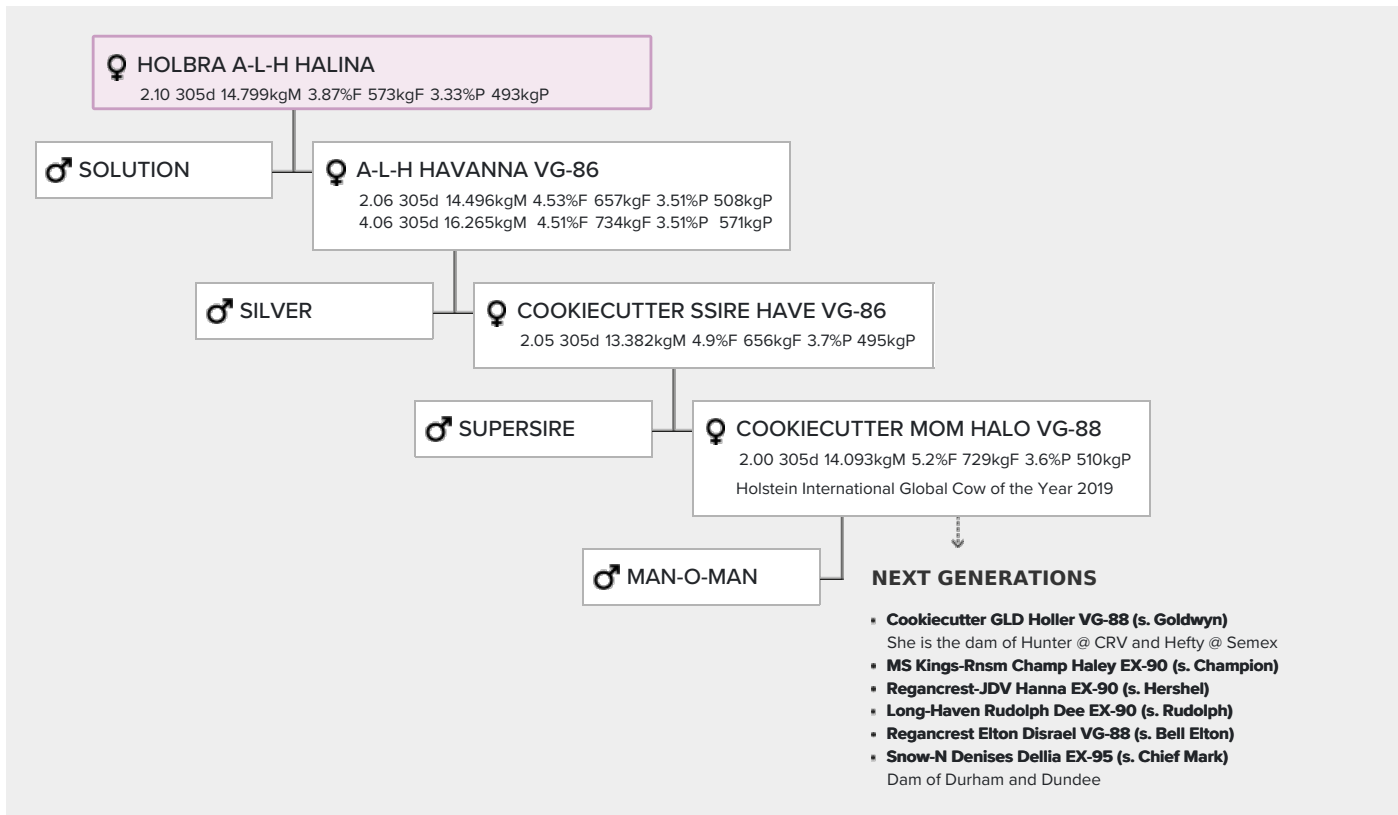 HOLBRA A-L-H HALINA
2.10 305d 14.799kgM 3.87%F 573kgF 3.33%P 493kgP
SOLUTION
A-L-H HAVANNA VG-86
2.06 305d 14.496kgM 4.53%F 657kgF 3.51%P 508kgP
4.06 305d 16.265kgM 4.51%F 734kgF 3.51%P 571kgP
SILVER
COOKIECUTTER SSIRE HAVE VG-86
2.05 305d 13.382kgM 4.9%F 656kgF 3.7%P 495kgP
SUPERSIRE
COOKIECUTTER MOM HALO VG-88
2.00 305d 14.093kgM 5.2%F 729kgF 3.6%P 510kgP
Holstein International Global Cow of the Year 2019
MAN-O-MAN
NEXT GENERATIONS
Cookiecutter GLD Holler VG-88 (s. Goldwyn)
She is the dam of Hunter @ CRV and Hefty @ Semex
MS Kings-Rnsm Champ Haley EX-90 (s. Champion)
Regancrest-JDV Hanna EX-90 (s. Hershel)
Long-Haven Rudolph Dee EX-90 (s. Rudolph)
Regancrest Elton Disrael VG-88 (s. Bell Elton)
Snow-N Denises Dellia EX-95 (s. Chief Mark)
Dam of Durham and Dundee